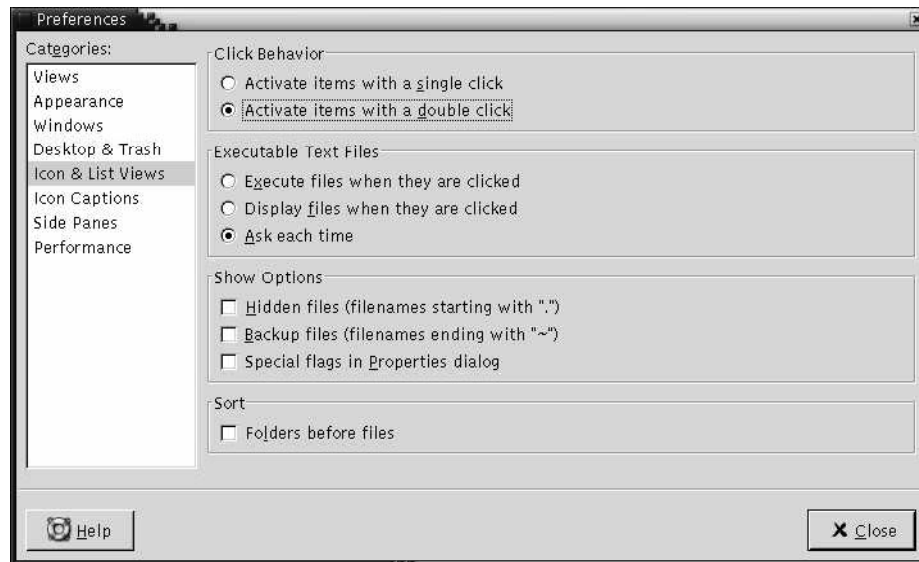 Preferences
Categories:
Views
Appearance
Windows
Desktop & Trash
Icon & List Views
Icon Captions
Side Panes
Performance
Click Behavior
Activate items with a single click
Activate items with a double click
Executable Text Files
Execute files when they are clicked
Display files when they are clicked
Ask each time
Show Options
Hidden files (filenames starting with ".")
Backup files (filenames ending with "~")
Special flags in Properties dialog
Sort
Folders before files
Help
Close